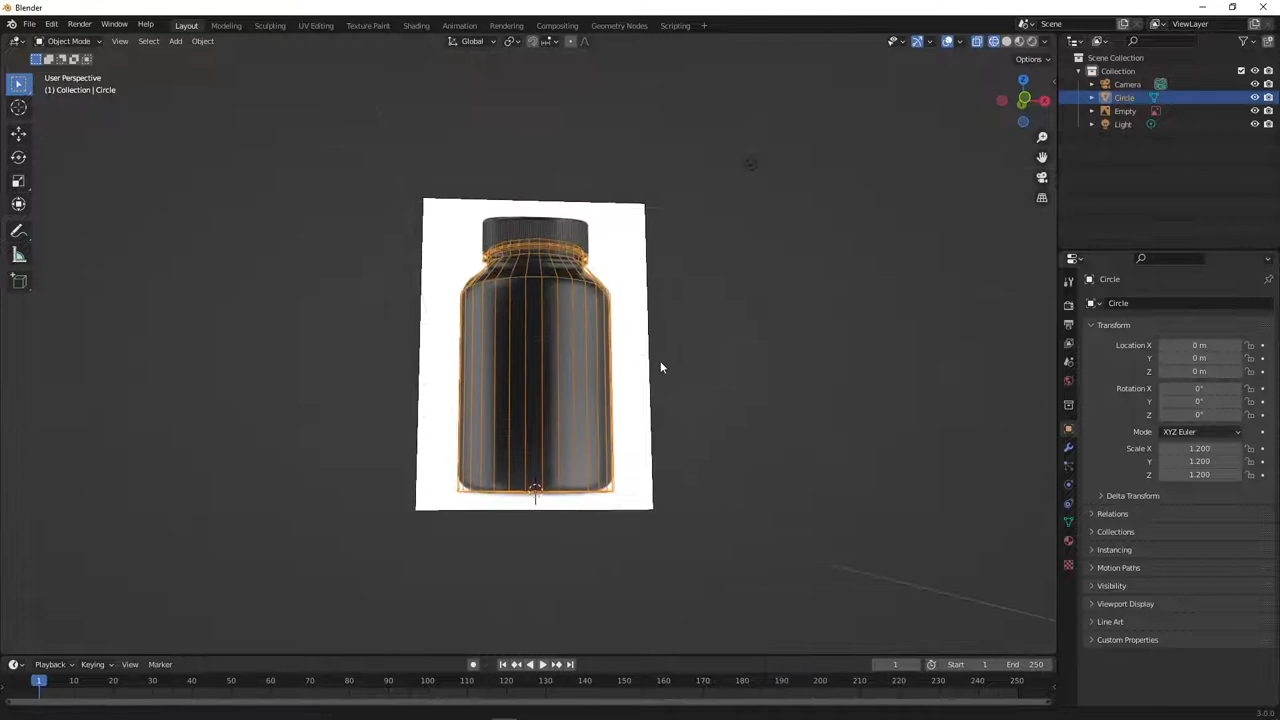 Blender
File Edit Render Window Help Layout Modeling Sculpting UV Editing Texture Paint Shading Animation Rendering Compositing Geometry Nodes Scripting + Scene ViewLayer
Object Mode View Select Add Object Global
Options
User Perspective
(1) Collection | Circle
Z
X
Y
Scene Collection
Collection
Camera
Circle
Empty
Light
Circle
Circle
Transform
Location X 0 m
Y 0 m
Z 0 m
Rotation X 0°
Y 0°
Z 0°
Mode XYZ Euler
Scale X 1.200
Y 1.200
Z 1.200
Delta Transform
Relations
Collections
Instancing
Motion Paths
Visibility
Viewport Display
Line Art
Custom Properties
Playback Keying View Marker 1 Start 1 End 250
1 10 20 30 40 50 60 70 80 90 100 110 120 130 140 150 160 170 180 190 200 210 220 230 240 250
3.0.0